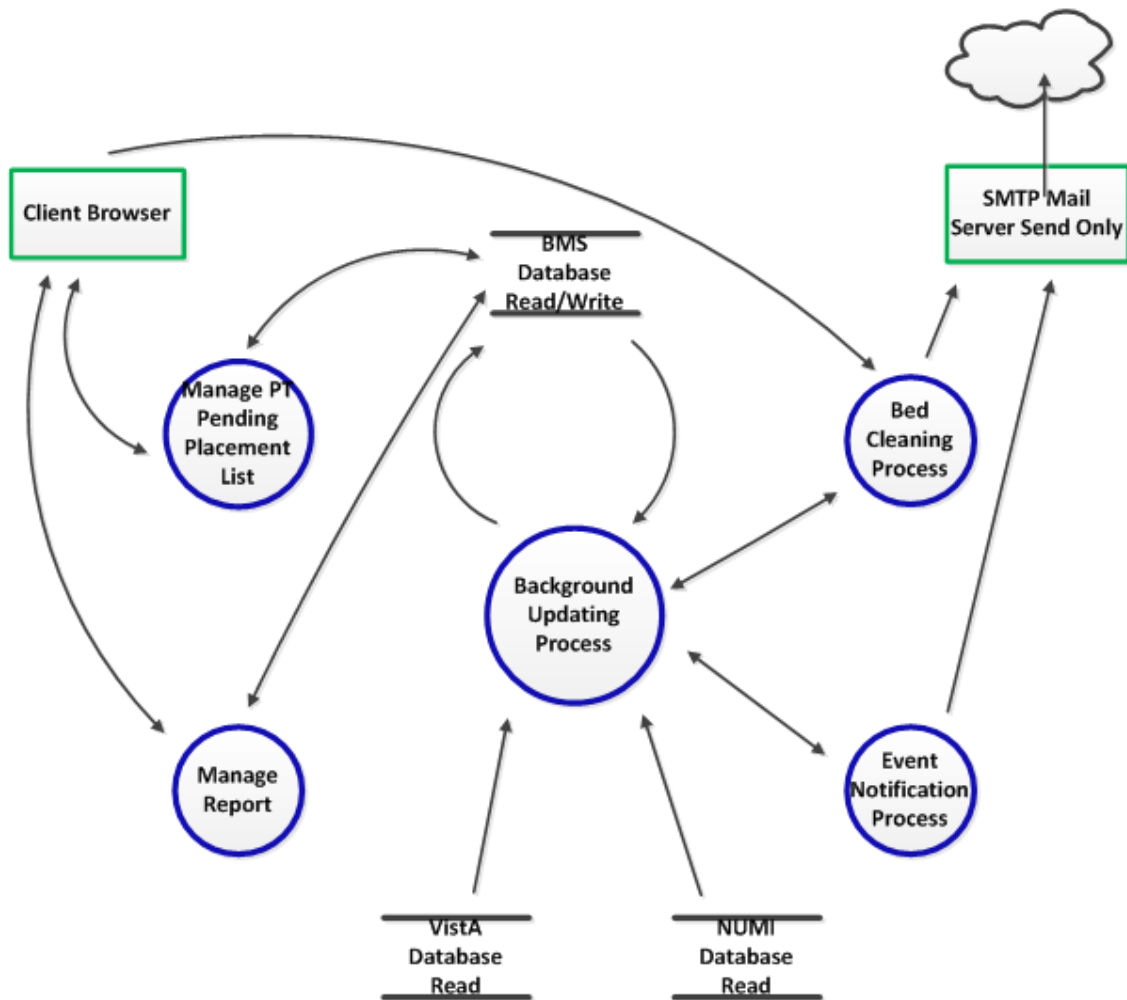 Client Browser
SMTP Mail
Server Send Only
BMS
Database
Read/Write
Manage PT
Pending
Placement
List
Bed
Cleaning
Process
Background
Updating
Process
Manage
Report
Event
Notification
Process
VistA
Database
Read
NUMI
Database
Read